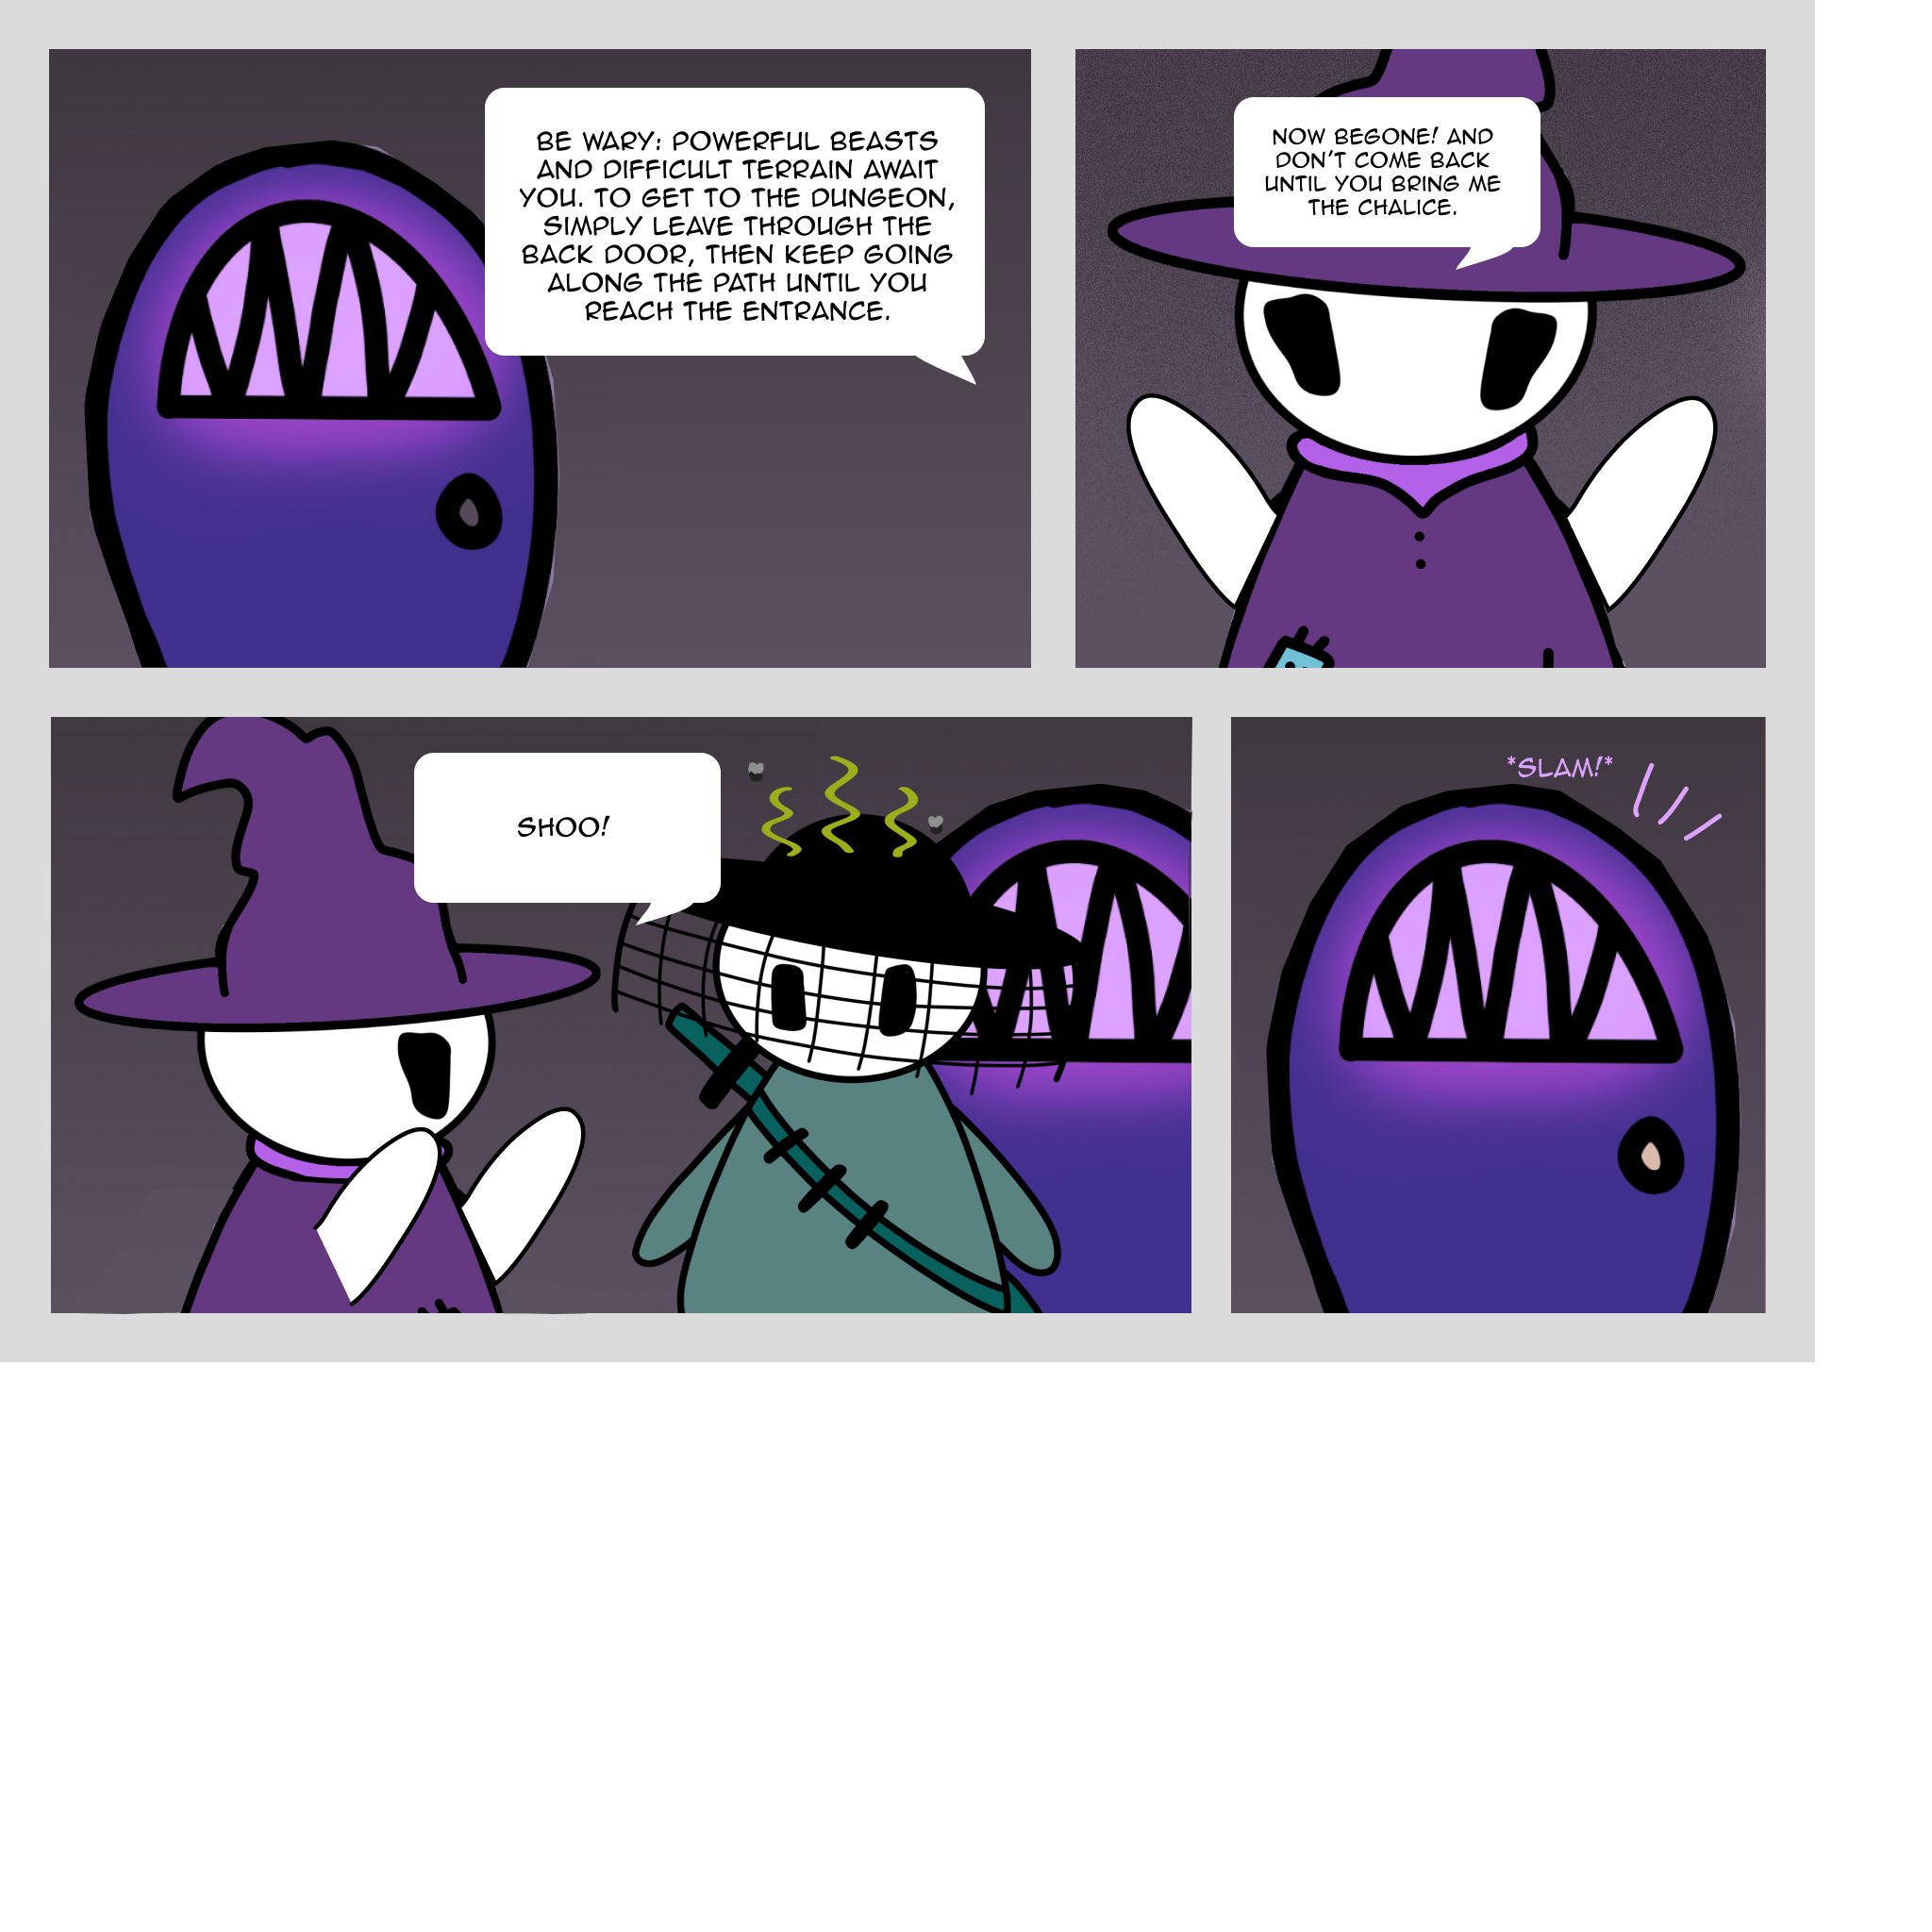 BE WARY: POWERFUL BEASTS
AND DIFFICULT TERRAIN AWAIT
YOU. TO GET TO THE DUNGEON,
SIMPLY LEAVE THROUGH THE
BACK DOOR, THEN KEEP GOING
ALONG THE PATH UNTIL YOU
REACH THE ENTRANCE.
NOW BEGONE! AND
DON'T COME BACK
UNTIL YOU BRING ME
THE CHALICE.
SHOO!
*SLAM!*